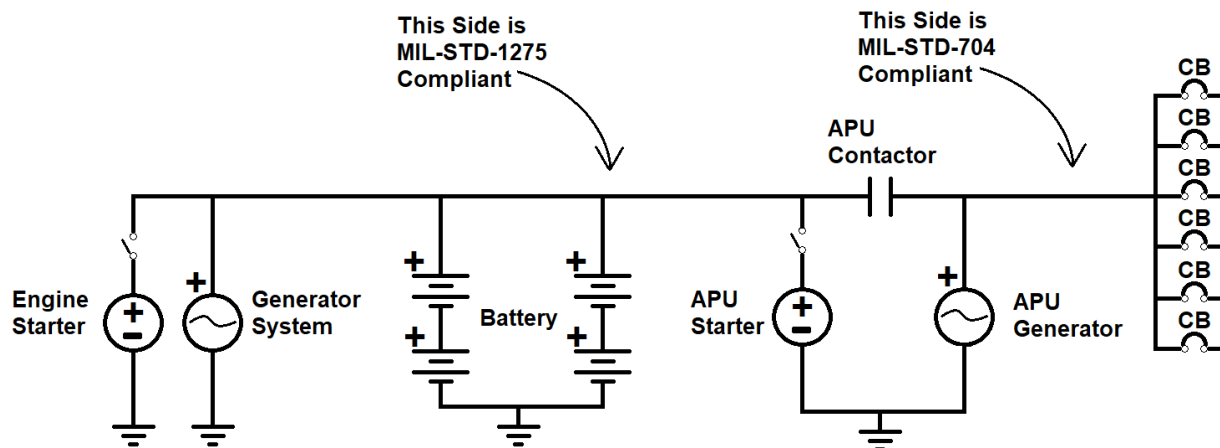 This Side is
MIL-STD-1275
Compliant
This Side is
MIL-STD-704
Compliant
CB
CB
CB
CB
CB
CB
APU
Contactor
Engine
Starter
+
-
+
Generator
System
+
+
Battery
+
+
APU
Starter
+
-
+
APU
Generator